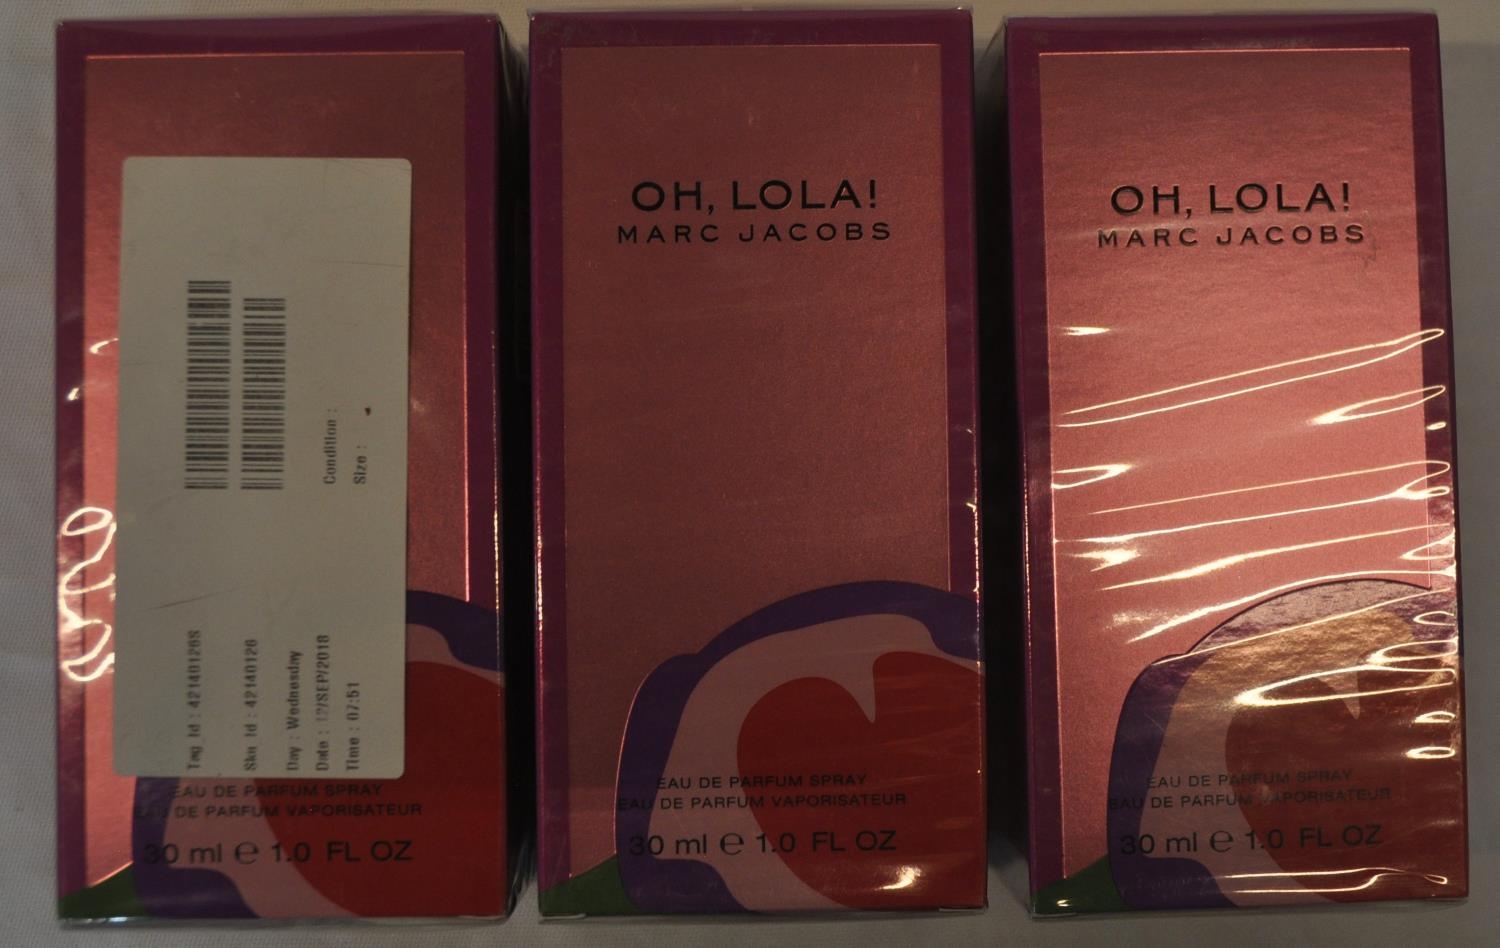 Tag_Id : 42140126S
Sku Id : 42140126
Day : Wednesday
Date : 12/SEP/2018
Time : 07:51
Condition :
Size :
EAU DE PARFUM SPRAY
EAU DE PARFUM VAPORISATEUR
30 ml e 1.0 FL OZ
OH, LOLA!
MARC JACOBS
EAU DE PARFUM SPRAY
EAU DE PARFUM VAPORISATEUR
30 ml e 1.0 FL OZ
OH, LOLA!
MARC JACOBS
EAU DE PARFUM SPRAY
EAU DE PARFUM VAPORISATEUR
30 ml e 1.0 FL OZ